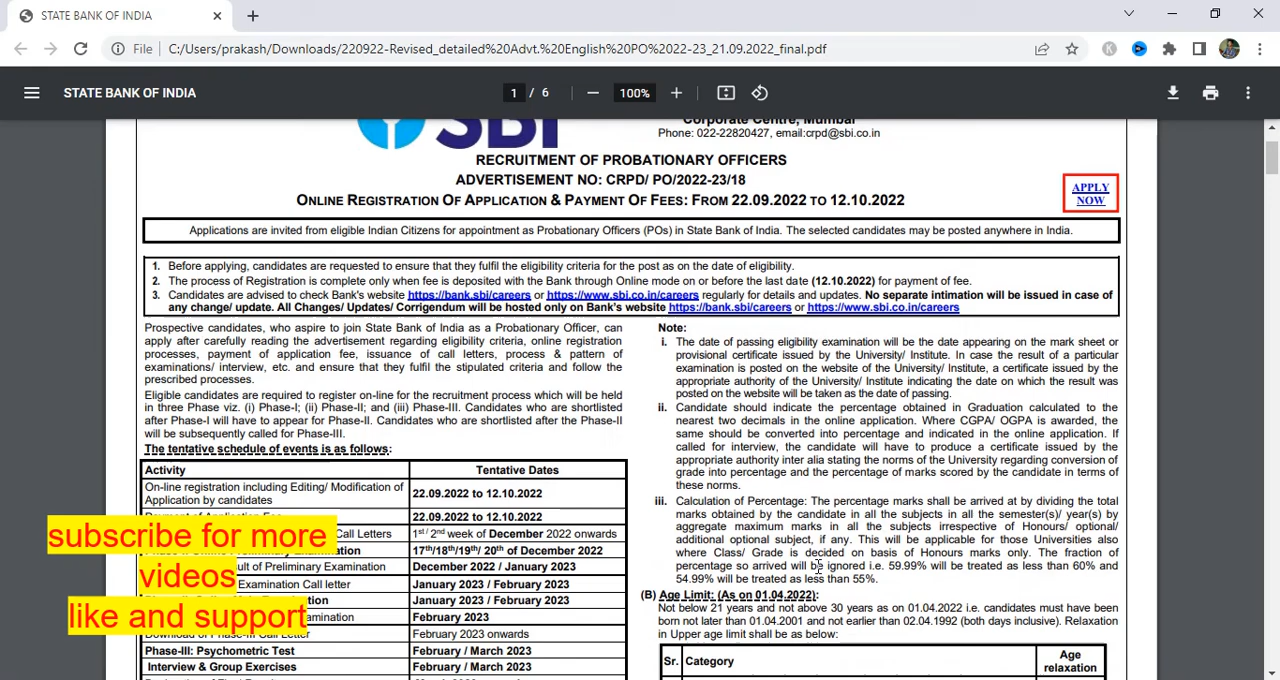 STATE BANK OF INDIA
File C:/Users/prakash/Downloads/220922-Revised_detailed%20Advt.%20English%20PO%2022-23_21.09.2022_final.pdf
STATE BANK OF INDIA
1 / 6
100%
SBI
Corporate Centre, Mumbai
Phone: 022-22820427, email:crpd@sbi.co.in
RECRUITMENT OF PROBATIONARY OFFICERS
ADVERTISEMENT NO: CRPD/ PO/2022-23/18
ONLINE REGISTRATION OF APPLICATION & PAYMENT OF FEES: FROM 22.09.2022 TO 12.10.2022
APPLY
NOW
Applications are invited from eligible Indian Citizens for appointment as Probationary Officers (POs) in State Bank of India. The selected candidates may be posted anywhere in India.
1. Before applying, candidates are requested to ensure that they fulfil the eligibility criteria for the post as on the date of eligibility.
2. The process of Registration is complete only when fee is deposited with the Bank through Online mode on or before the last date (12.10.2022) for payment of fee.
3. Candidates are advised to check Bank's website https://bank.sbi/careers or https://www.sbi.co.in/careers regularly for details and updates. No separate intimation will be issued in case of
any change/ update. All Changes/ Updates/ Corrigendum will be hosted only on Bank's website https://bank.sbi/careers or https://www.sbi.co.in/careers
Prospective candidates, who aspire to join State Bank of India as a Probationary Officer, can
apply after carefully reading the advertisement regarding eligibility criteria, online registration
processes, payment of application fee, issuance of call letters, process & pattern of
examinations/ interview, etc. and ensure that they fulfil the stipulated criteria and follow the
prescribed processes.
Eligible candidates are required to register on-line for the recruitment process which will be held
in three Phase viz. (i) Phase-I; (ii) Phase-II; and (iii) Phase-III. Candidates who are shortlisted
after Phase-I will have to appear for Phase-II. Candidates who are shortlisted after the Phase-II
will be subsequently called for Phase-III.
The tentative schedule of events is as follows:
Activity Tentative Dates
On-line registration including Editing/ Modification of
Application by candidates 22.09.2022 to 12.10.2022
Payment of Application Fee 22.09.2022 to 12.10.2022
Call Letters 1st / 2nd week of December 2022 onwards
Preliminary Examination 17th/18th/19th/ 20th of December 2022
Result of Preliminary Examination December 2022 / January 2023
Examination Call letter January 2023 / February 2023
Examination January 2023 / February 2023
Examination February 2023
Download of Phase-III Call Letter February 2023 onwards
Phase-III: Psychometric Test February / March 2023
Interview & Group Exercises February / March 2023
Note:
i. The date of passing eligibility examination will be the date appearing on the mark sheet or
provisional certificate issued by the University/ Institute. In case the result of a particular
examination is posted on the website of the University/ Institute, a certificate issued by the
appropriate authority of the University/ Institute indicating the date on which the result was
posted on the website will be taken as the date of passing.
ii. Candidate should indicate the percentage obtained in Graduation calculated to the
nearest two decimals in the online application. Where CGPA/ OGPA is awarded, the
same should be converted into percentage and indicated in the online application. If
called for interview, the candidate will have to produce a certificate issued by the
appropriate authority inter alia stating the norms of the University regarding conversion of
grade into percentage and the percentage of marks scored by the candidate in terms of
these norms.
iii. Calculation of Percentage: The percentage marks shall be arrived at by dividing the total
marks obtained by the candidate in all the subjects in all the semester(s)/ year(s) by
aggregate maximum marks in all the subjects irrespective of Honours/ optional/
additional optional subject, if any. This will be applicable for those Universities also
where Class/ Grade is decided on basis of Honours marks only. The fraction of
percentage so arrived will be ignored i.e. 59.99% will be treated as less than 60% and
54.99% will be treated as less than 55%.
(B) Age Limit: (As on 01.04.2022):
Not below 21 years and not above 30 years as on 01.04.2022 i.e. candidates must have been
born not later than 01.04.2001 and not earlier than 02.04.1992 (both days inclusive). Relaxation
in Upper age limit shall be as below:
Sr. Category Age
relaxation
subscribe for more
videos
like and support